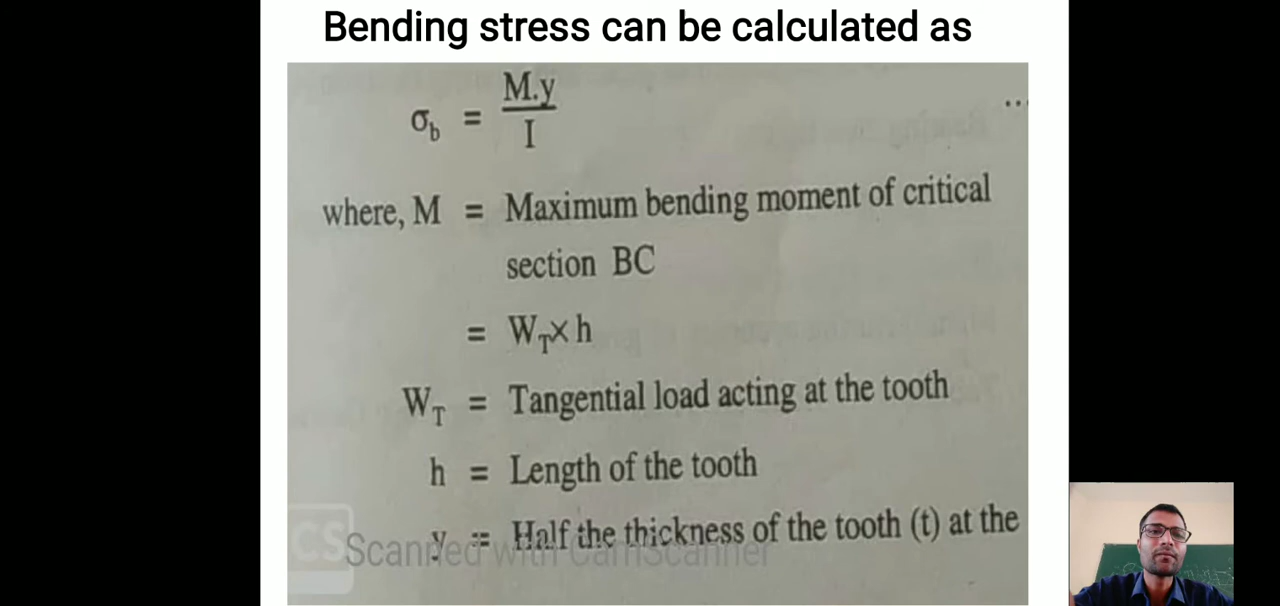 Bending stress can be calculated as
σb = M.y / I ...
where, M = Maximum bending moment of critical
section BC
= WT× h
WT = Tangential load acting at the tooth
h = Length of the tooth
y = Half the thickness of the tooth (t) at the
CS Scanned with CamScanner